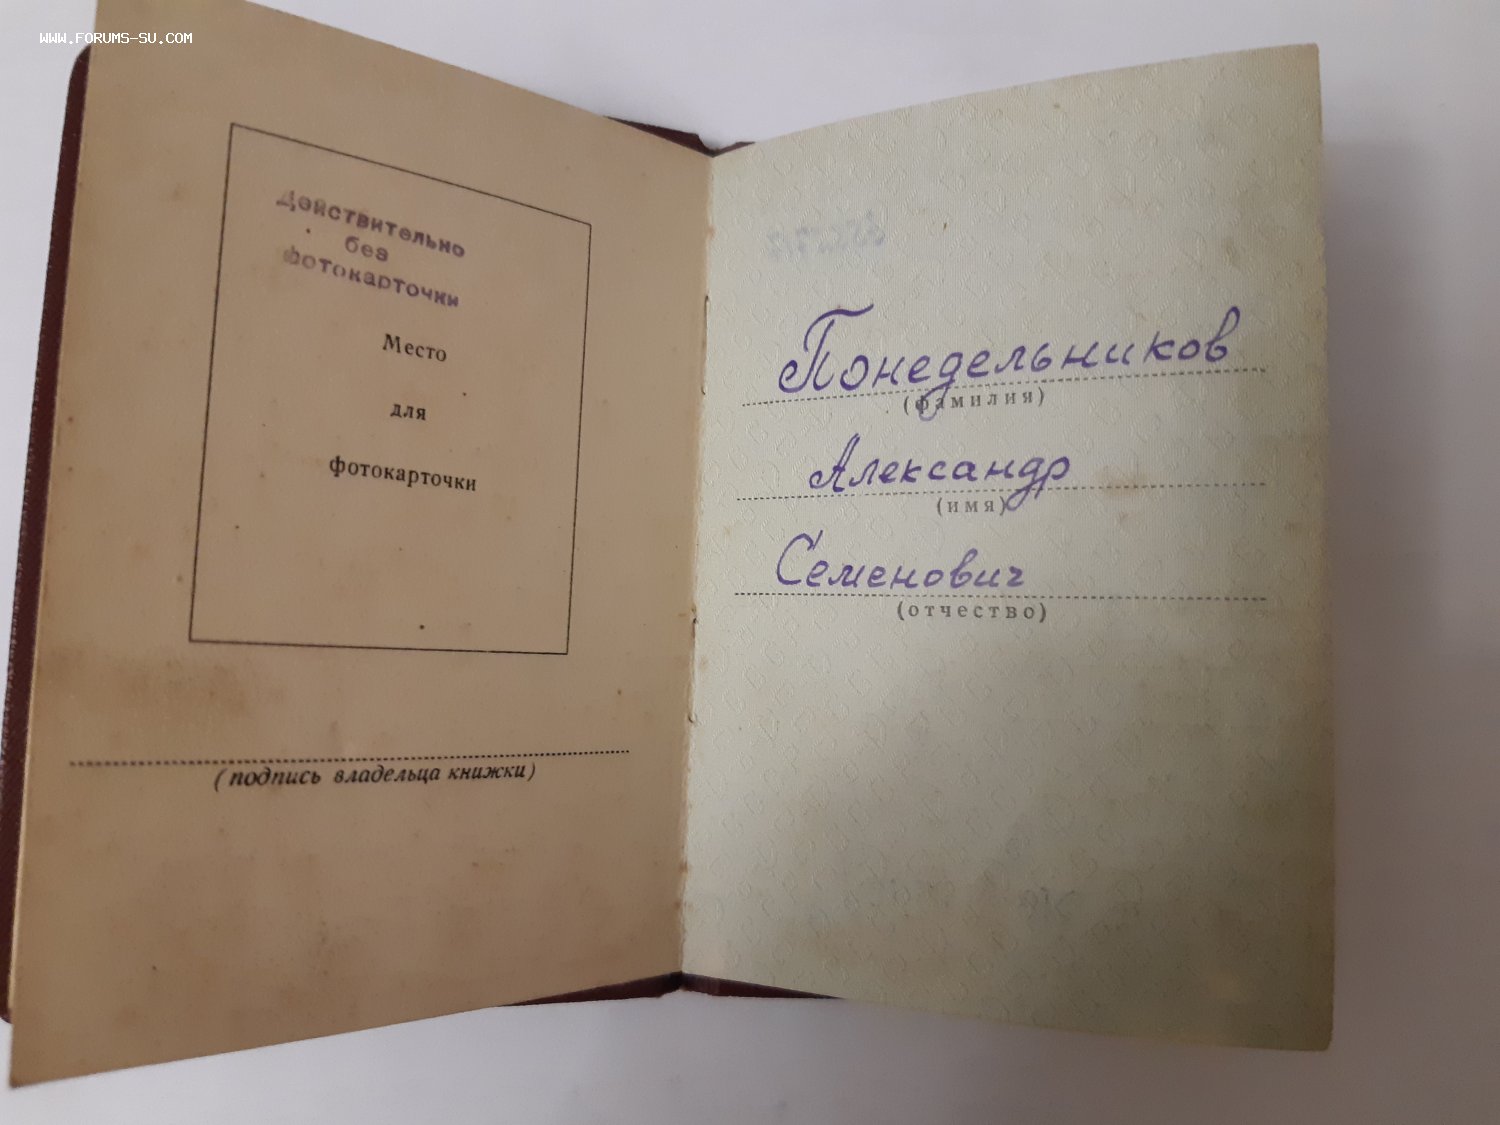 WWW.FORUMS-SU.COM
Действительно
без
фотокарточки
Место
для
фотокарточки
(подпись владельца книжки)
Понедельников
(фамилия)
Александр
(имя)
Семенович
(отчество)